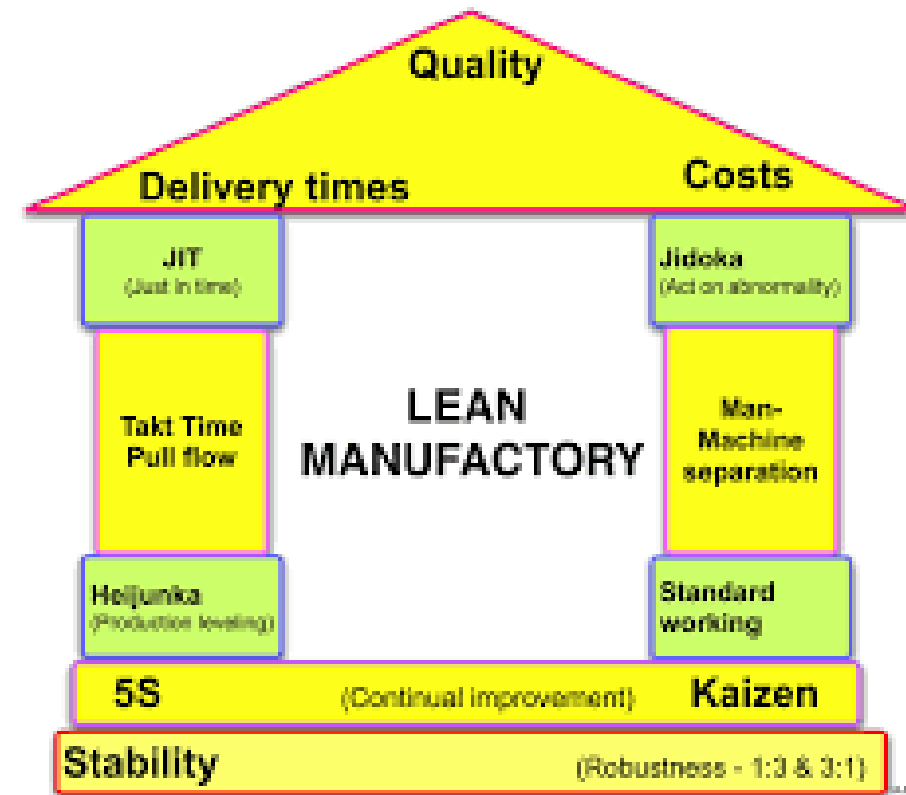 Quality
Delivery times
Costs
JIT
(Just in time)
Jidoka
(Act on abnormality)
Takt Time
Pull flow
LEAN
MANUFACTORY
Man-
Machine
separation
Heijunka
(Production leveling)
Standard
working
5S
(Continual improvement)
Kaizen
Stability
(Robustness - 1:3 & 3:1)